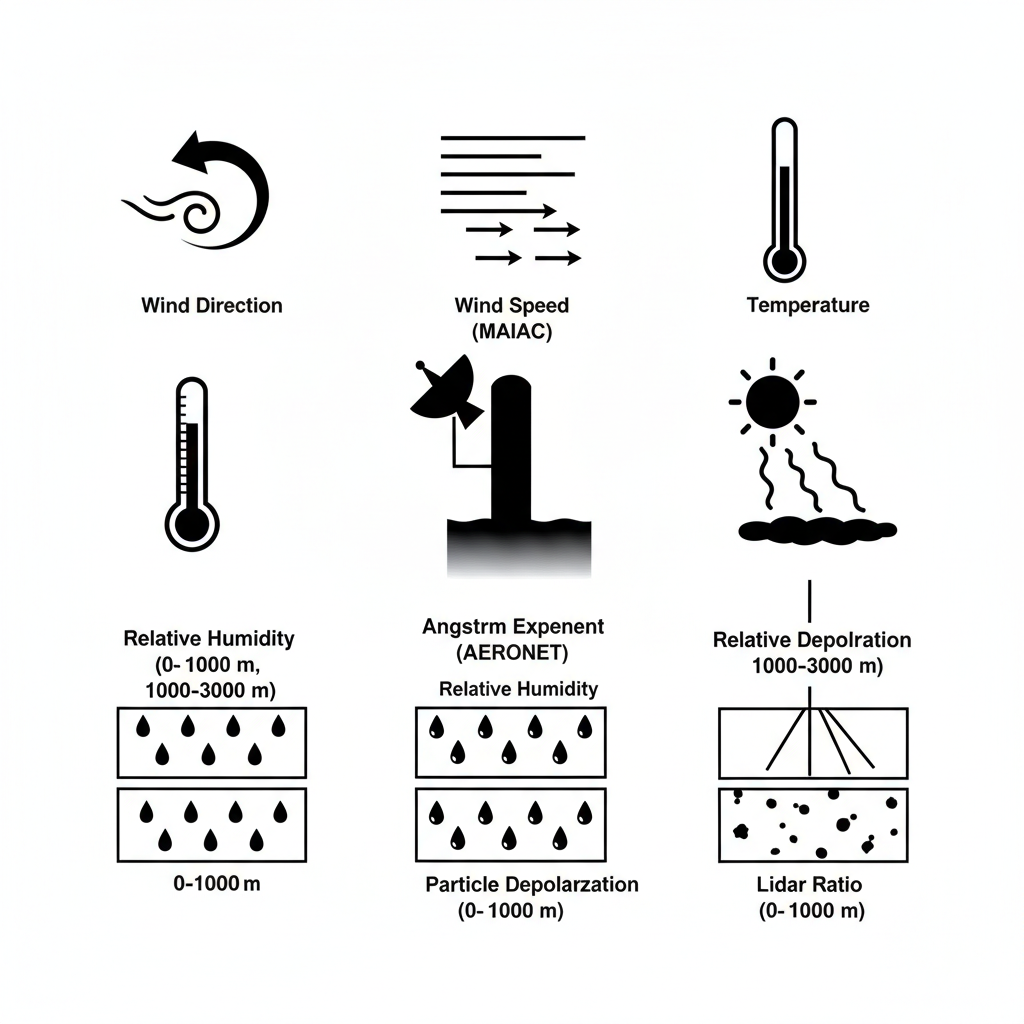 Wind Direction
Wind Speed
(MAIAC)
Temperature
Relative Humidity
(0- 1000 m,
1000-3000 m)
Angstrm Expenent
(AERONET)
Relative Humidity
Relative Depolration
1000-3000 m)
0-1000 m
Particle Depolarzation
(0- 1000 m)
Lidar Ratio
(0- 1000 m)